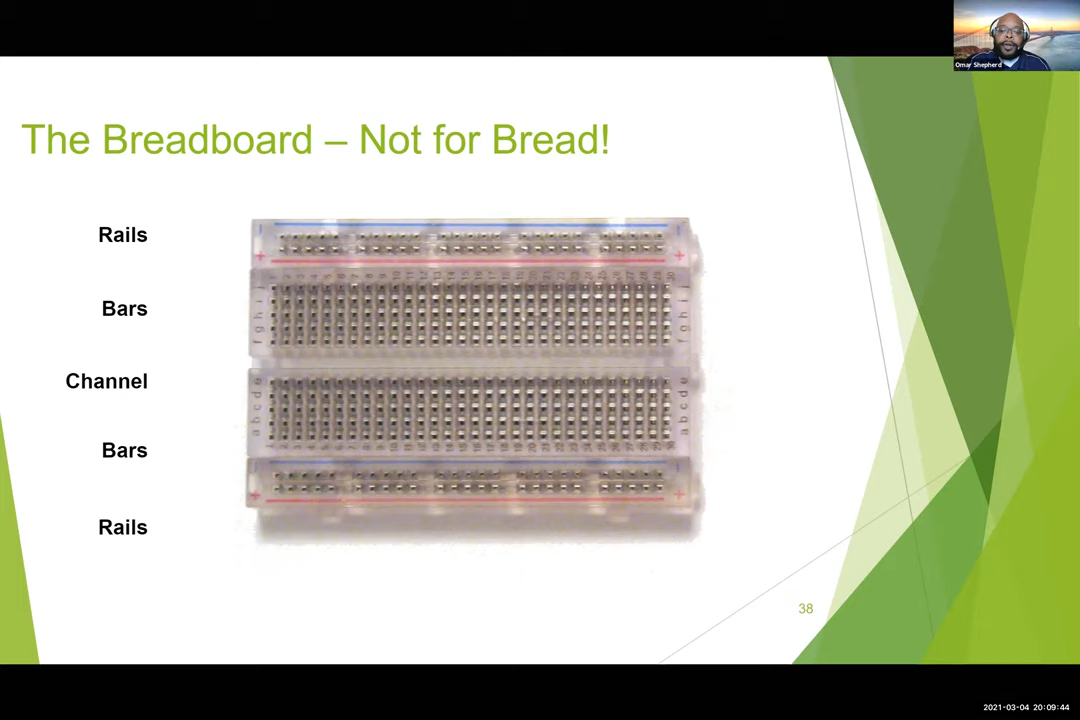 Omar Shepherd
The Breadboard – Not for Bread!
Rails
Bars
Channel
Bars
Rails
f g h i
f g h i
a b c d e
a b c d e
38
2021-03-04 20:09:44